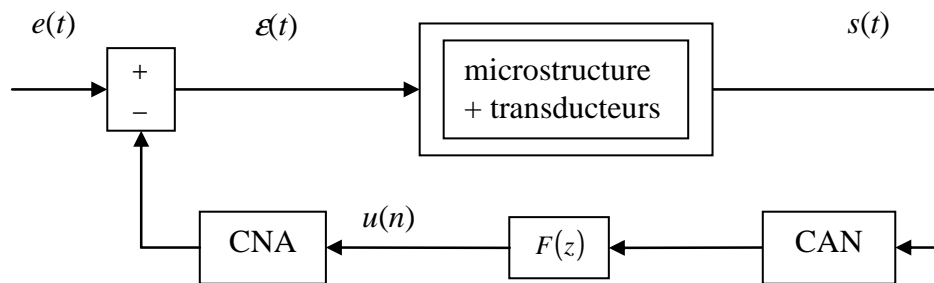 e(t)
ε(t)
s(t)
+
−
microstructure
+ transducteurs
u(n)
CNA
F(z)
CAN